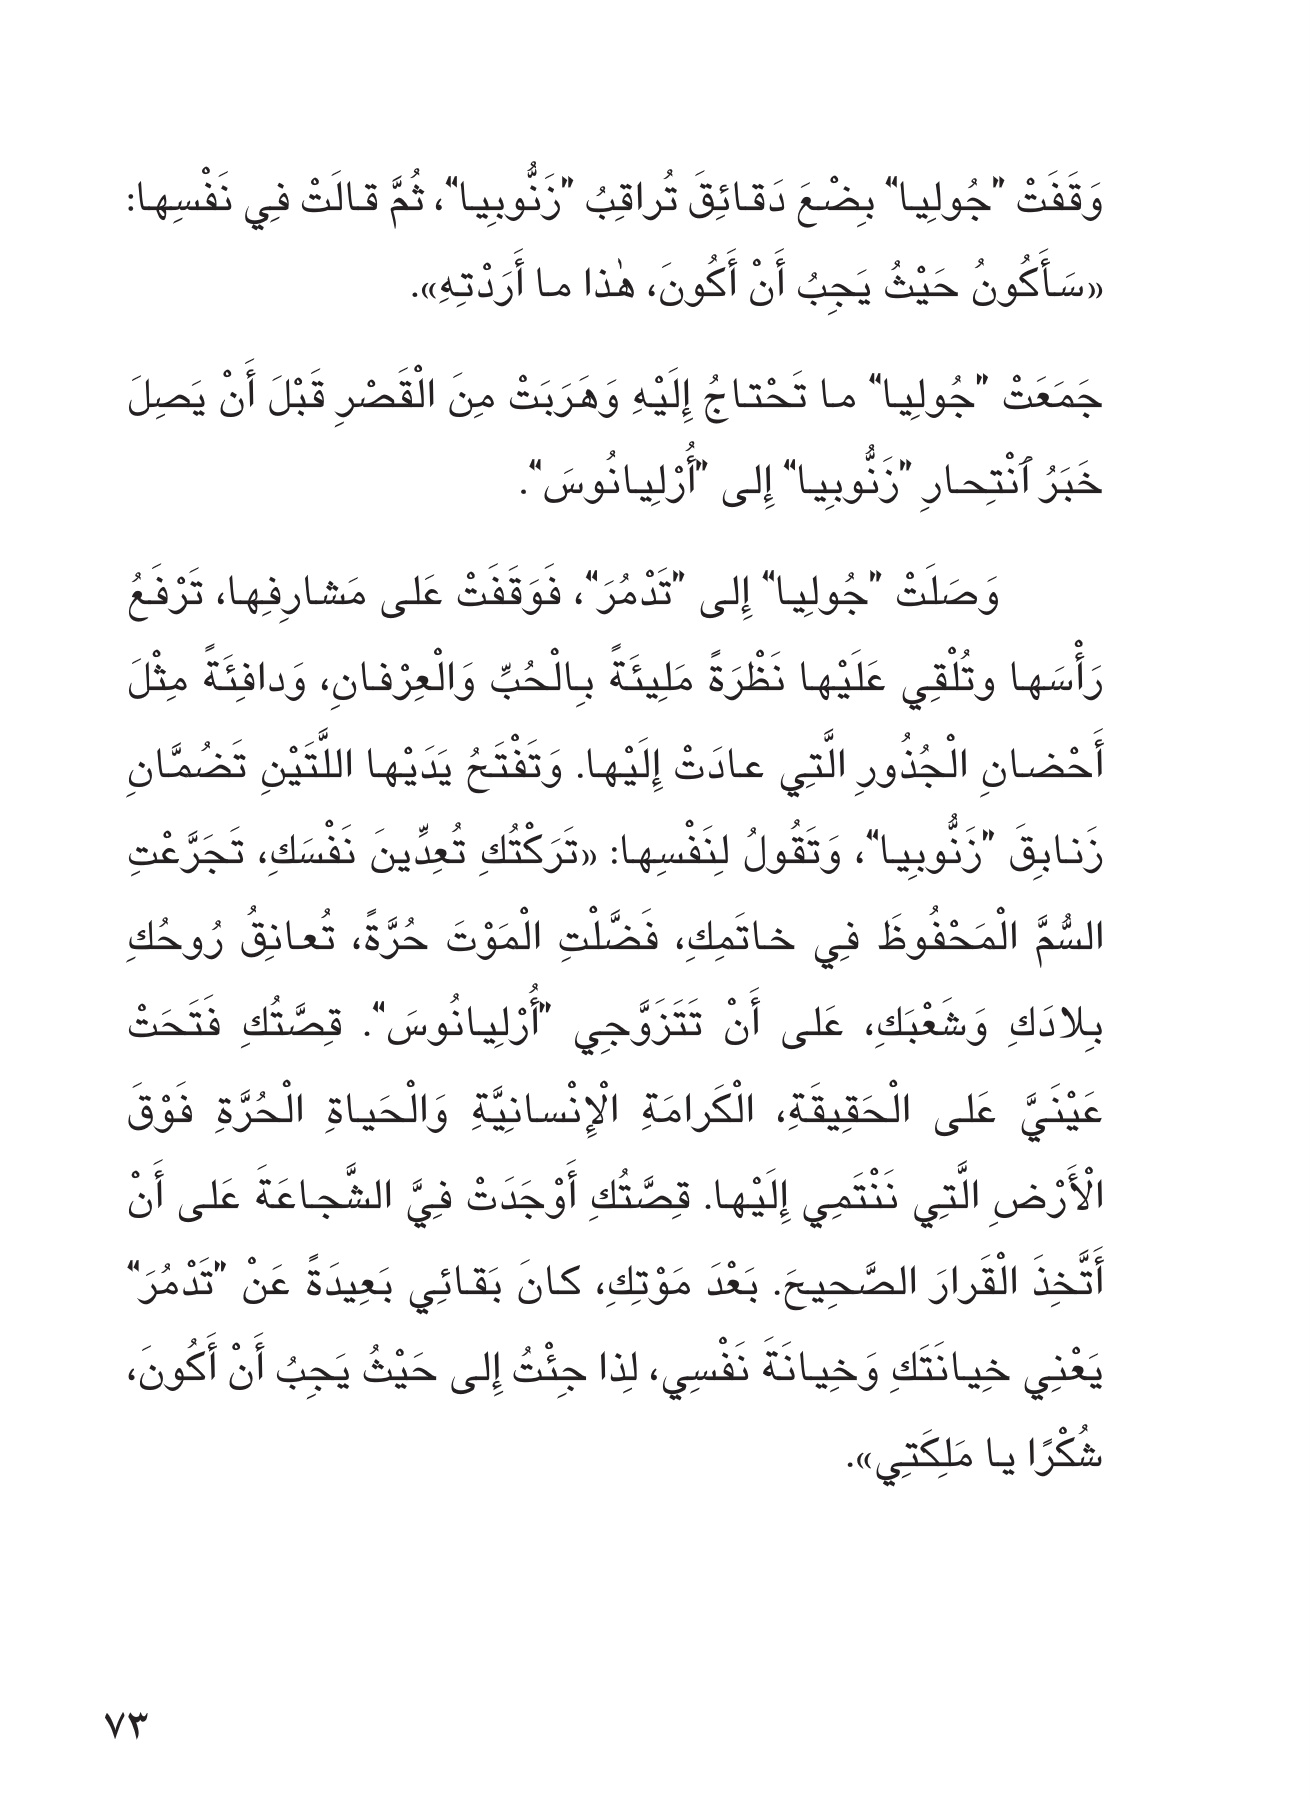 وَقَفَتْ "جُولِيا" بِضْعَ دَقائِقَ تُراقِبُ "زَنُّوبِيا"، ثُمَّ قالَتْ فِي نَفْسِها:
«سَأَكُونُ حَيْثُ يَجِبُ أَنْ أَكُونَ، هٰذا ما أَرَدْتِهِ».
جَمَعَتْ "جُولِيا" ما تَحْتاجُ إِلَيْهِ وَهَرَبَتْ مِنَ الْقَصْرِ قَبْلَ أَنْ يَصِلَ
خَبَرُ ٱنْتِحارِ "زَنُّوبِيا" إِلى "أُرْلِيانُوسَ".
وَصَلَتْ "جُولِيا" إِلى "تَدْمُرَ"، فَوَقَفَتْ عَلى مَشارِفِها، تَرْفَعُ
رَأْسَها وتُلْقِي عَلَيْها نَظْرَةً مَلِيئَةً بِالْحُبِّ وَالْعِرْفانِ، وَدافِئَةً مِثْلَ
أَحْضانِ الْجُذُورِ الَّتِي عادَتْ إِلَيْها. وَتَفْتَحُ يَدَيْها اللَّتَيْنِ تَضُمَّانِ
زَنابِقَ "زَنُّوبِيا"، وَتَقُولُ لِنَفْسِها: «تَرَكْتُكِ تُعِدِّينَ نَفْسَكِ، تَجَرَّعْتِ
السُّمَّ الْمَحْفُوظَ فِي خاتَمِكِ، فَضَّلْتِ الْمَوْتَ حُرَّةً، تُعانِقُ رُوحُكِ
بِلادَكِ وَشَعْبَكِ، عَلى أَنْ تَتَزَوَّجِي "أُرْلِيانُوسَ". قِصَّتُكِ فَتَحَتْ
عَيْنَيَّ عَلى الْحَقِيقَةِ، الْكَرامَةِ الْإِنْسانِيَّةِ وَالْحَياةِ الْحُرَّةِ فَوْقَ
الْأَرْضِ الَّتِي نَنْتَمِي إِلَيْها. قِصَّتُكِ أَوْجَدَتْ فِيَّ الشَّجاعَةَ عَلى أَنْ
أَتَّخِذَ الْقَرارَ الصَّحِيحَ. بَعْدَ مَوْتِكِ، كانَ بَقائِي بَعِيدَةً عَنْ "تَدْمُرَ"
يَعْنِي خِيانَتَكِ وَخِيانَةَ نَفْسِي، لِذا جِئْتُ إِلى حَيْثُ يَجِبُ أَنْ أَكُونَ،
شُكْرًا يا مَلِكَتِي».
٧٣